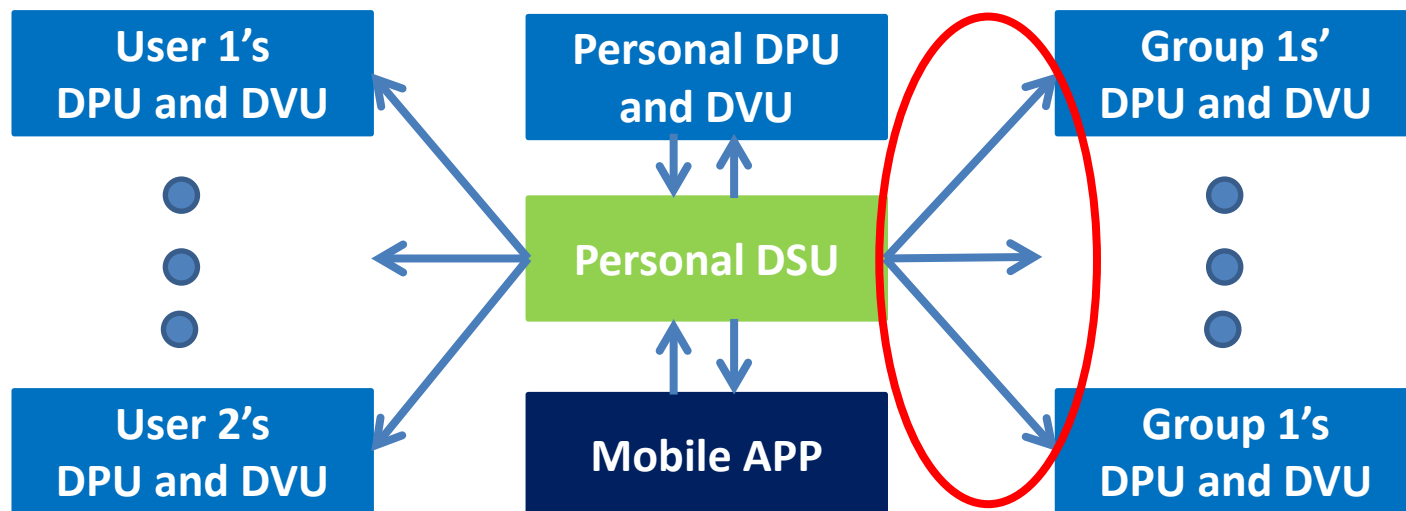 User 1's
DPU and DVU
Personal DPU
and DVU
Group 1s'
DPU and DVU
Personal DSU
User 2's
DPU and DVU
Mobile APP
Group 1's
DPU and DVU